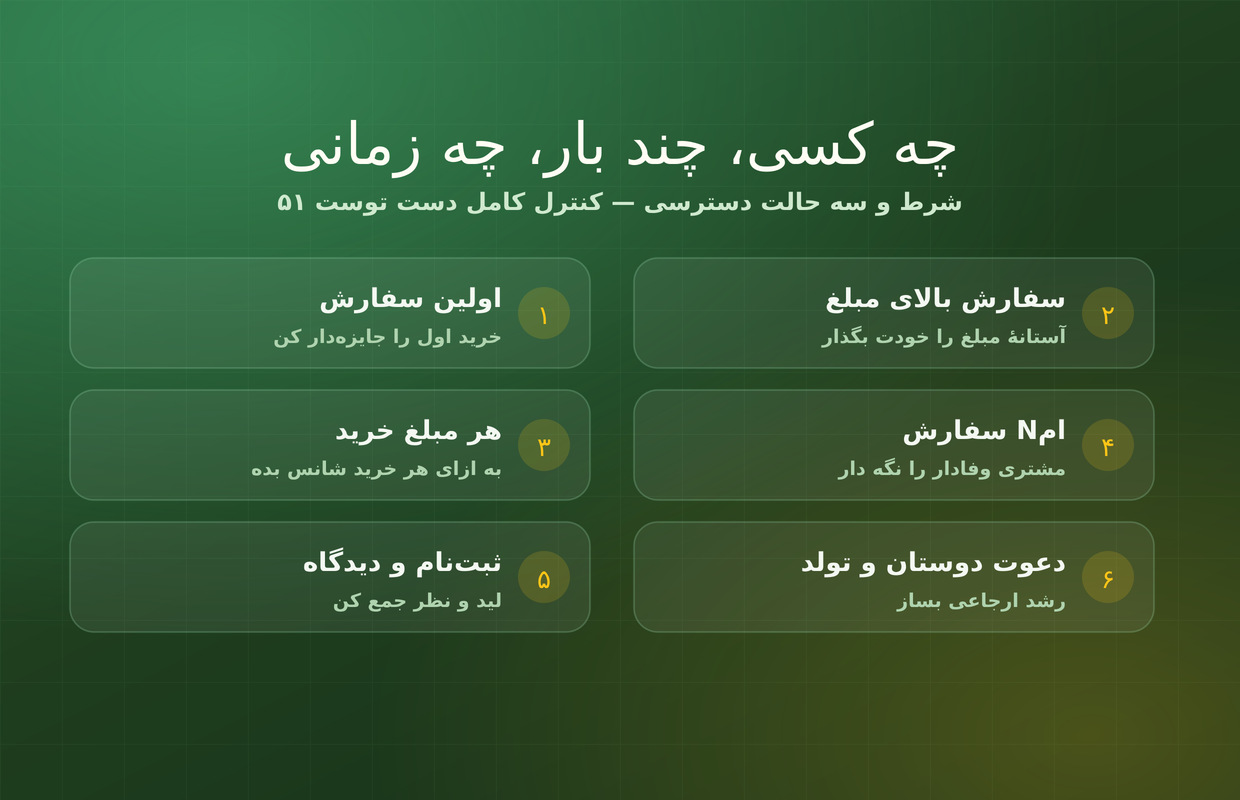 چه کسی، چند بار، چه زمانی
شرط و سه حالت دسترسی — کنترل کامل دست توست ۵۱
۱
اولین سفارش
خرید اول را جایزه‌دار کن
۲
سفارش بالای مبلغ
آستانهٔ مبلغ را خودت بگذار
۳
هر مبلغ خرید
به ازای هر خرید شانس بده
۴
امN سفارش
مشتری وفادار را نگه دار
۵
ثبت‌نام و دیدگاه
لید و نظر جمع کن
۶
دعوت دوستان و تولد
رشد ارجاعی بساز